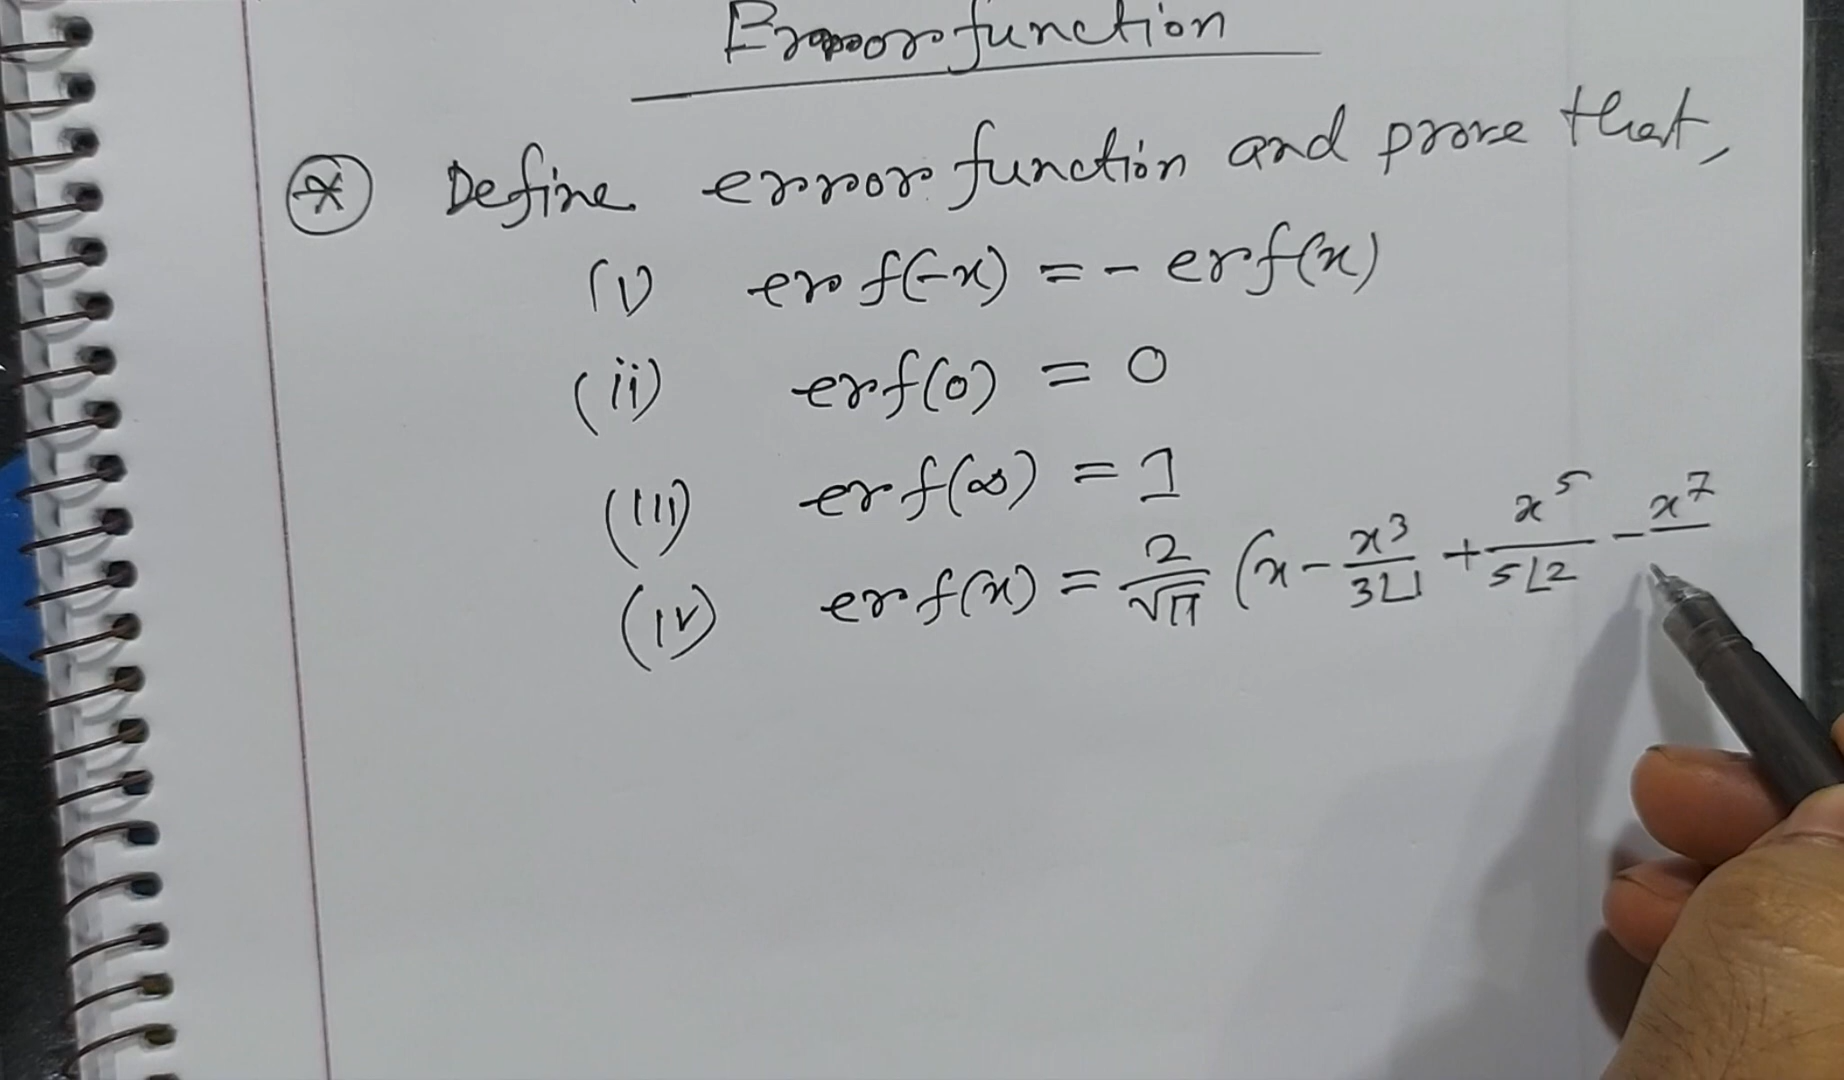 Error function
⊛ Define error function and prove that,
(i) erf(-x) = - erf(x)
(ii) erf(0) = 0
(iii) erf(∞) = 1
(iv) erf(x) = 2/√π (x - x³/3⌊1 + x⁵/5⌊2 - x⁷/